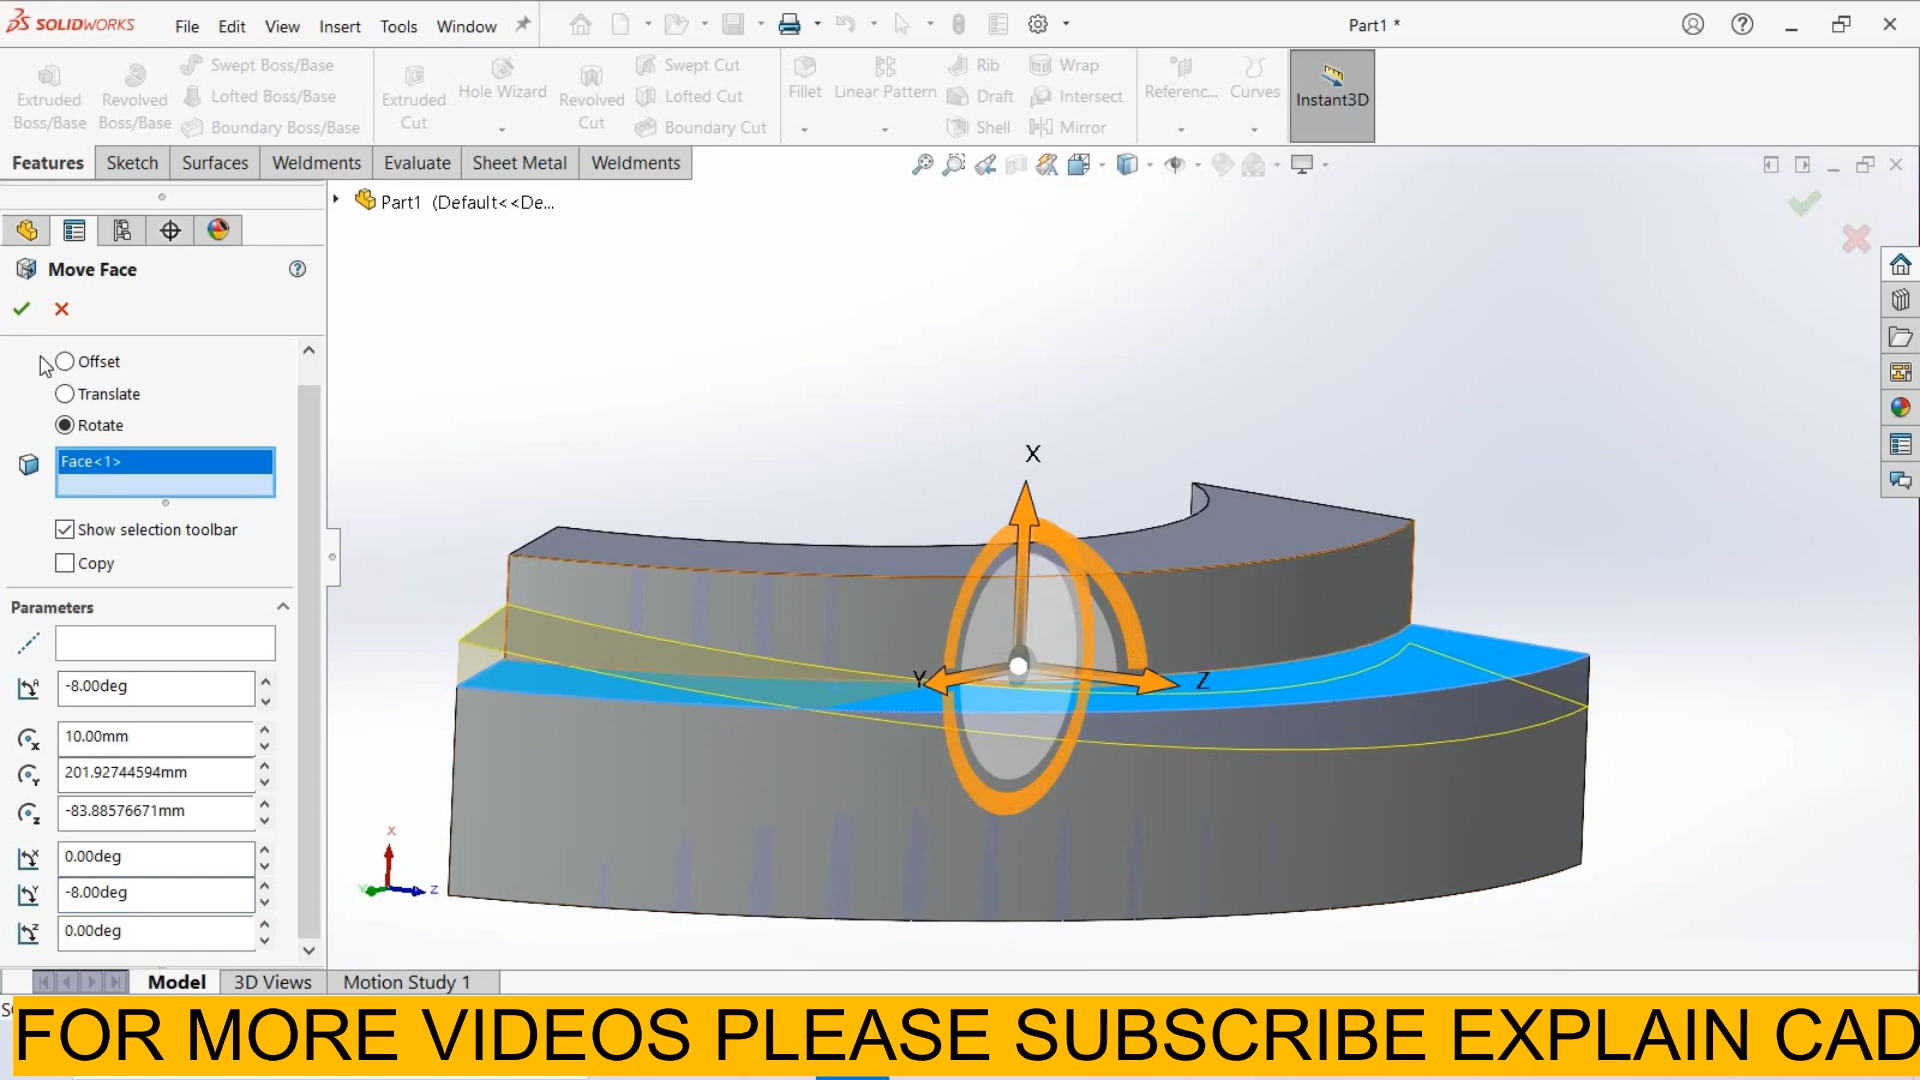 SOLIDWORKS
File Edit View Insert Tools Window
Part1 *
Extruded Boss/Base
Revolved Boss/Base
Swept Boss/Base
Lofted Boss/Base
Boundary Boss/Base
Extruded Cut
Hole Wizard
Revolved Cut
Swept Cut
Lofted Cut
Boundary Cut
Fillet
Linear Pattern
Rib
Draft
Shell
Wrap
Intersect
Mirror
Referenc...
Curves
Instant3D
Features Sketch Surfaces Weldments Evaluate Sheet Metal Weldments
Part1 (Default<<De...
Move Face
Offset
Translate
Rotate
Face<1>
Show selection toolbar
Copy
Parameters
-8.00deg
10.00mm
201.92744594mm
-83.88576671mm
0.00deg
-8.00deg
0.00deg
X
Y
Z
x
z
Model 3D Views Motion Study 1
FOR MORE VIDEOS PLEASE SUBSCRIBE EXPLAIN CAD